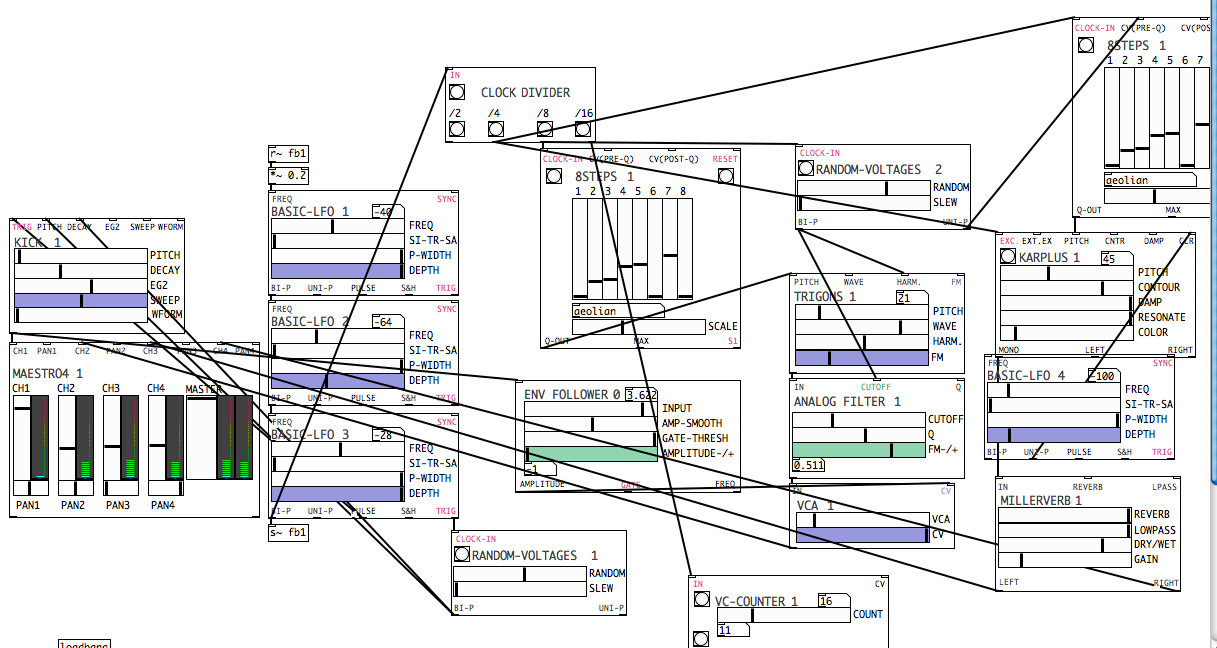 r~ fb1
*~ 0.2
FREQ SYNC
BASIC-LFO 1 -40
FREQ
SI-TR-SA
P-WIDTH
DEPTH
BI-P UNI-P PULSE S&H TRIG
FREQ SYNC
BASIC-LFO 2 -64
FREQ
SI-TR-SA
P-WIDTH
DEPTH
BI-P UNI-P PULSE S&H TRIG
FREQ SYNC
BASIC-LFO 3 -28
FREQ
SI-TR-SA
P-WIDTH
DEPTH
BI-P UNI-P PULSE S&H TRIG
s~ fb1
TRIG PITCH DECAY EG2 SWEEP WFORM
KICK 1
PITCH
DECAY
EG2
SWEEP
WFORM
CH1 PAN1 CH2 PAN2 CH3 PAN3 CH4 PAN4
MAESTRO4 1
CH1 CH2 CH3 CH4 MASTER
PAN1 PAN2 PAN3 PAN4
loadbang
IN
CLOCK DIVIDER
/2 /4 /8 /16
CLOCK-IN CV(PRE-Q) CV(POST-Q) RESET
8STEPS 1
1 2 3 4 5 6 7 8
aeolian
SCALE
Q-OUT MAX S1
ENV FOLLOWER 0 3.622
INPUT
AMP-SMOOTH
GATE-THRESH
AMPLITUDE-/+
-1
AMPLITUDE GATE FREQ
CLOCK-IN
RANDOM-VOLTAGES 1
RANDOM
SLEW
BI-P UNI-P
IN CV
VC-COUNTER 1 16
COUNT
11
CLOCK-IN
RANDOM-VOLTAGES 2
RANDOM
SLEW
BI-P UNI-P
PITCH WAVE HARM. FM
TRIGONS 1 21
PITCH
WAVE
HARM.
FM
IN CUTOFF Q
ANALOG FILTER 1
CUTOFF
Q
FM-/+
0.511
IN CV
VCA 1
VCA
CV
CLOCK-IN CV(PRE-Q) CV(POS
8STEPS 1
1 2 3 4 5 6 7
aeolian
Q-OUT MAX
EXC. EXT.EX PITCH CNTR DAMP CLR
KARPLUS 1 45
PITCH
CONTOUR
DAMP
RESONATE
COLOR
MONO LEFT RIGHT
FREQ SYNC
BASIC-LFO 4 -100
FREQ
SI-TR-SA
P-WIDTH
DEPTH
BI-P UNI-P PULSE S&H TRIG
IN REVERB LPASS
MILLERVERB 1
REVERB
LOWPASS
DRY/WET
GAIN
LEFT RIGHT